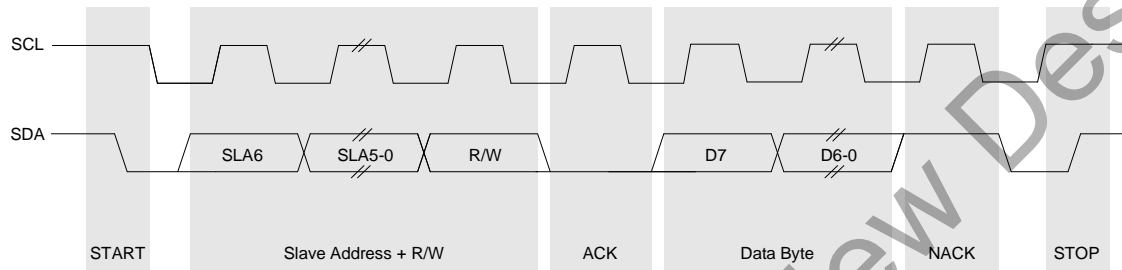 SCL
SDA
SLA6
SLA5-0
R/W
D7
D6-0
START
Slave Address + R/W
ACK
Data Byte
NACK
STOP